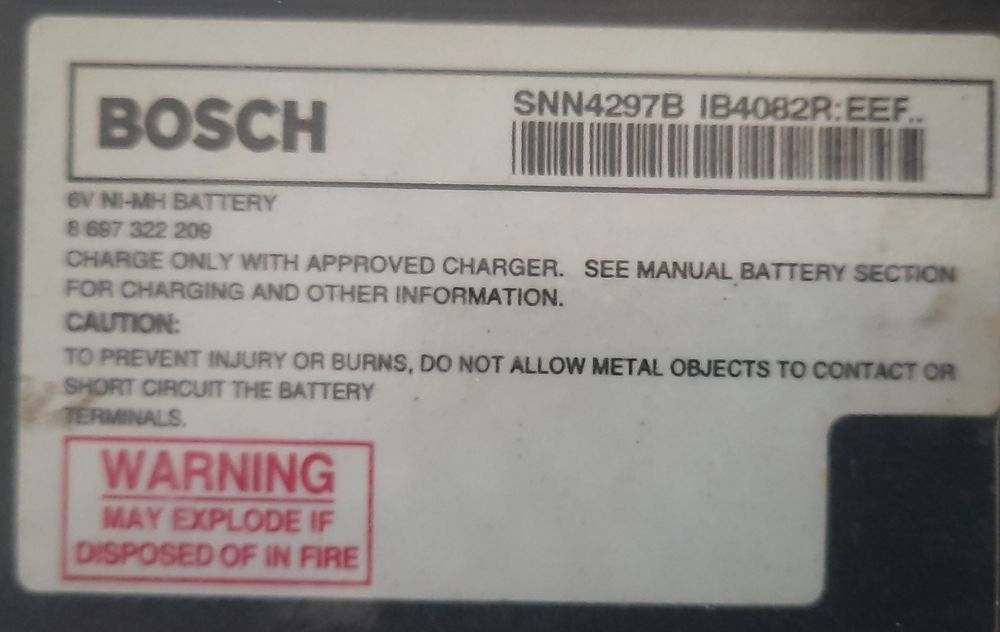 BOSCH
SNN4297B IB4082R:EEF..
6V NI-MH BATTERY
8 697 322 209
CHARGE ONLY WITH APPROVED CHARGER. SEE MANUAL BATTERY SECTION
FOR CHARGING AND OTHER INFORMATION.
CAUTION:
TO PREVENT INJURY OR BURNS, DO NOT ALLOW METAL OBJECTS TO CONTACT OR
SHORT CIRCUIT THE BATTERY
TERMINALS.
WARNING
MAY EXPLODE IF
DISPOSED OF IN FIRE